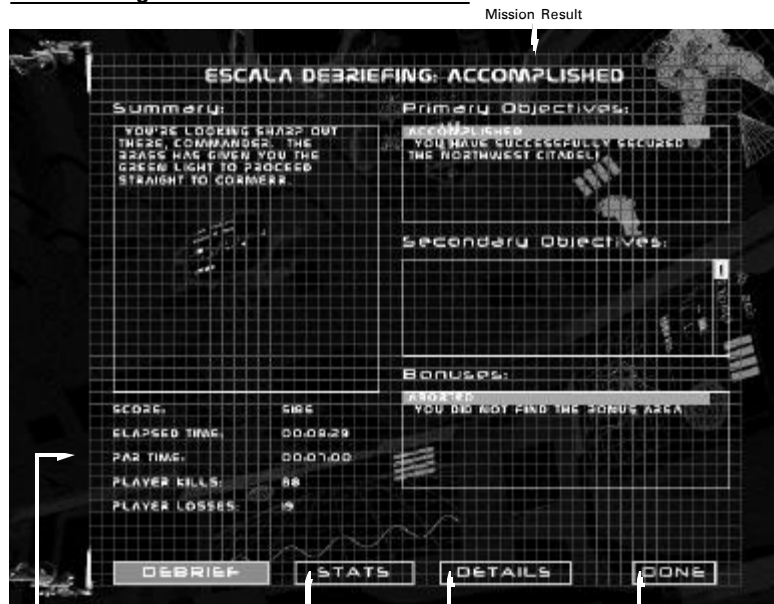 Mission Result
ESCALA DEBRIEFING: ACCOMPLISHED
Summary:
YOU'RE LOOKING SHARP OUT
THERE, COMMANDER. THE
BRASS HAS GIVEN YOU THE
GREEN LIGHT TO PROCEED
STRAIGHT TO CORMERR.
Primary Objectives:
ACCOMPLISHED
YOU HAVE SUCCESSFULLY SECURED
THE NORTHWEST CITADEL!
Secondary Objectives:
Bonuses:
ABORTED
YOU DID NOT FIND THE BONUS AREA
SCORE:
ELAPSED TIME: 00:09:29
PAR TIME: 00:07:00
PLAYER KILLS: 88
PLAYER LOSSES: 19
DEBRIEF
STATS
DETAILS
DONE